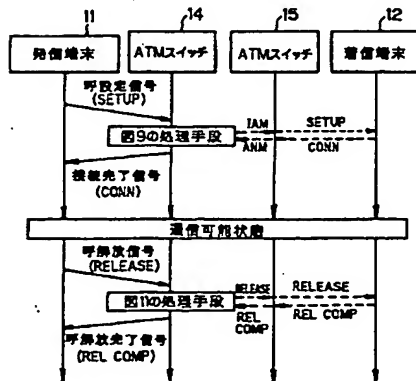 11
14
15
12
発信端末
ATMスイッチ
ATMスイッチ
着信端末
呼設定信号
(SETUP)
図9の処理手段
IAM
SETUP
ANM
CONN
接続完了信号
(CONN)
通信可能状態
呼解放信号
(RELEASE)
図11の処理手段
RELEASE
RELEASE
REL
COMP
REL COMP
呼解放完了信号
(REL COMP)